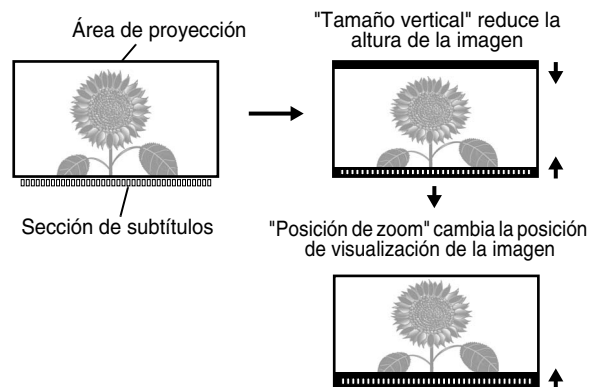 Área de proyección
"Tamaño vertical" reduce la
altura de la imagen
Sección de subtítulos
"Posición de zoom" cambia la posición
de visualización de la imagen